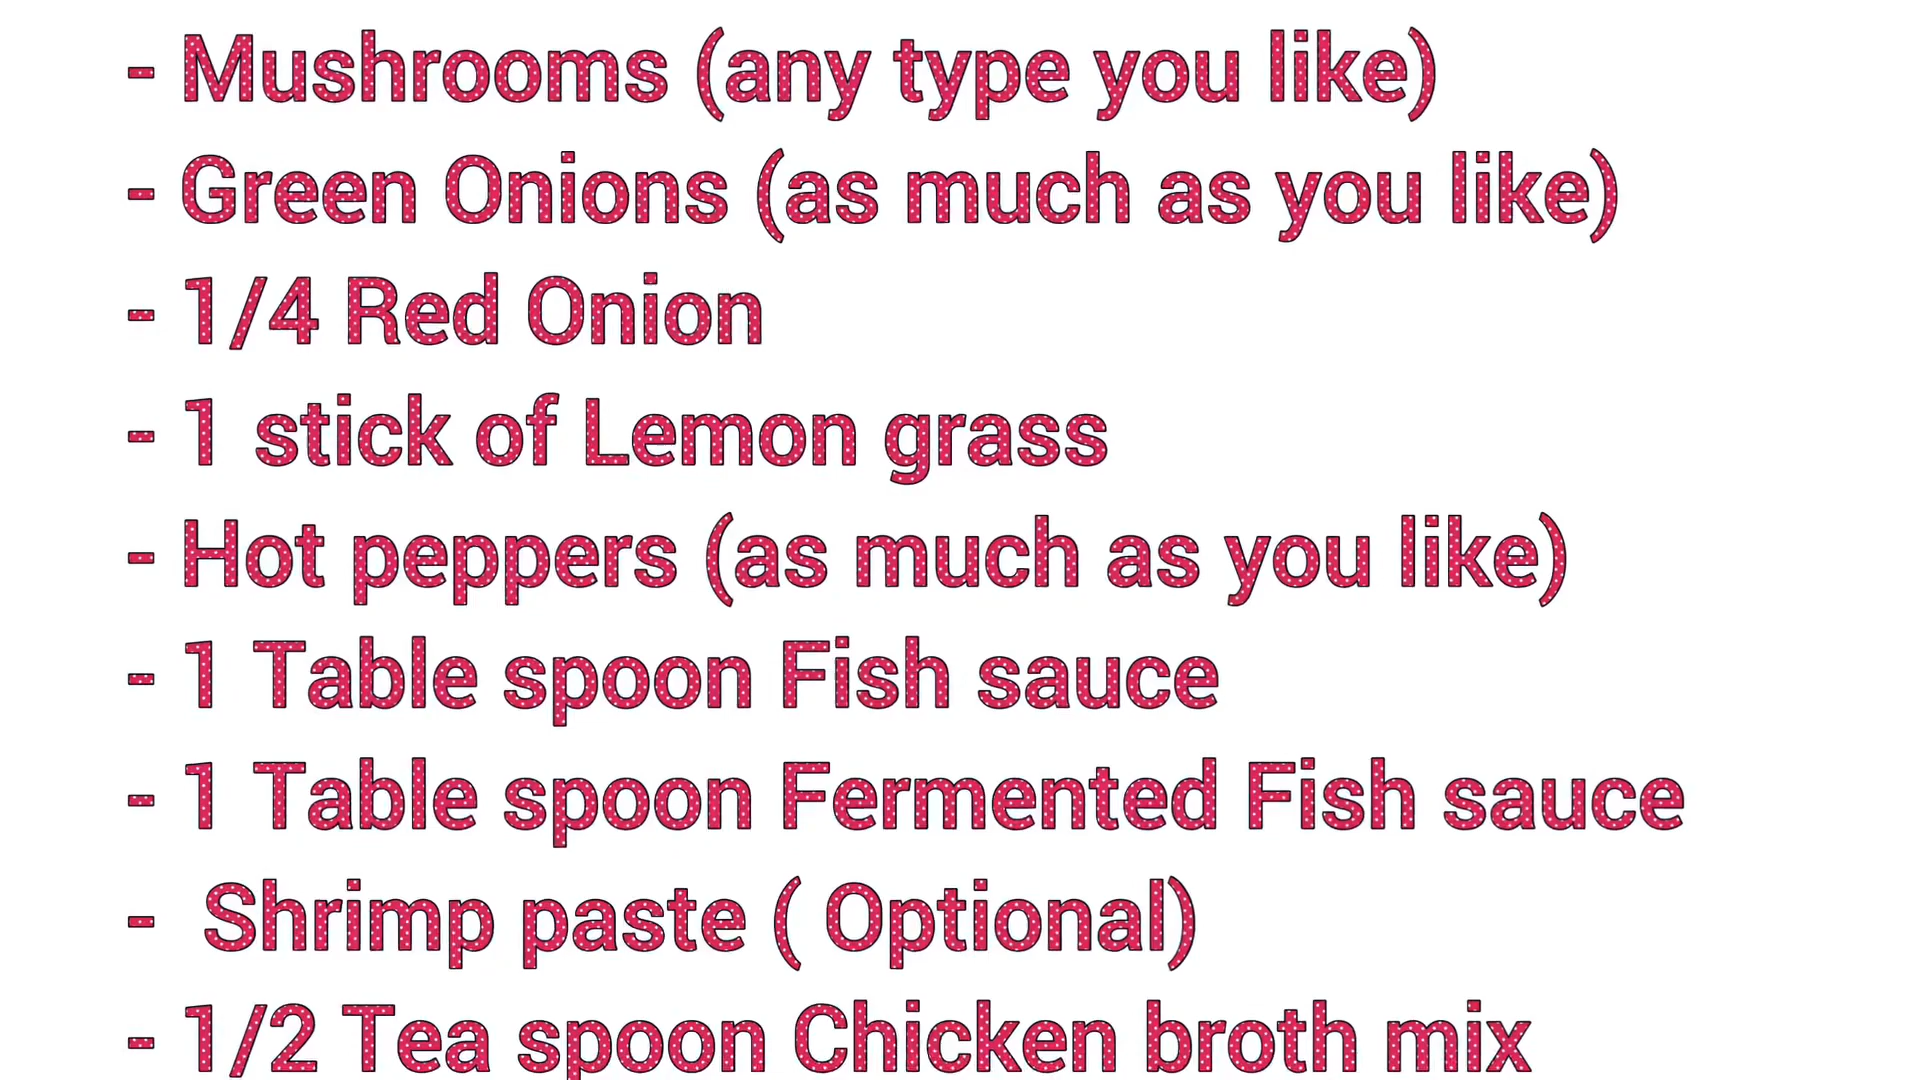 - Mushrooms (any type you like)
- Green Onions (as much as you like)
- 1/4 Red Onion
- 1 stick of Lemon grass
- Hot peppers (as much as you like)
- 1 Table spoon Fish sauce
- 1 Table spoon Fermented Fish sauce
- Shrimp paste ( Optional)
- 1/2 Tea spoon Chicken broth mix